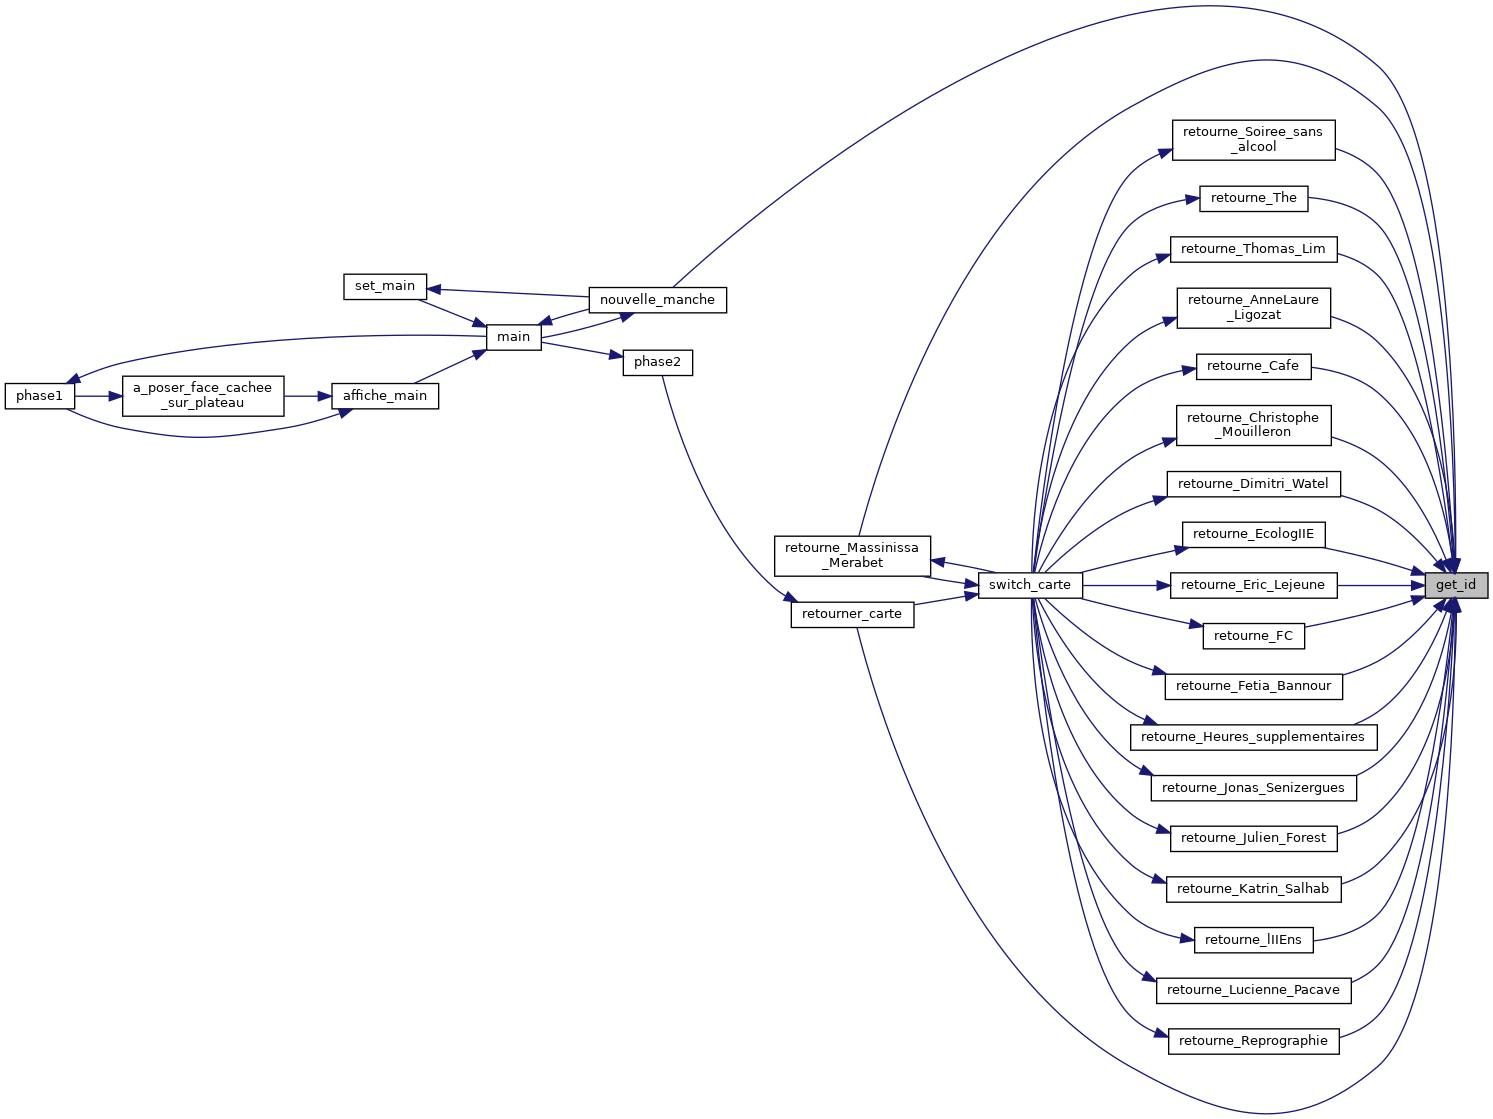 retourne_Soiree_sans
_alcool
retourne_The
retourne_Thomas_Lim
set_main
nouvelle_manche
retourne_AnneLaure
_Ligozat
main
phase2
retourne_Cafe
phase1
a_poser_face_cachee
_sur_plateau
affiche_main
retourne_Christophe
_Mouilleron
retourne_Dimitri_Watel
retourne_EcologIIE
retourne_Massinissa
_Merabet
switch_carte
retourne_Eric_Lejeune
get_id
retourner_carte
retourne_FC
retourne_Fetia_Bannour
retourne_Heures_supplementaires
retourne_Jonas_Senizergues
retourne_Julien_Forest
retourne_Katrin_Salhab
retourne_lIIEns
retourne_Lucienne_Pacave
retourne_Reprographie